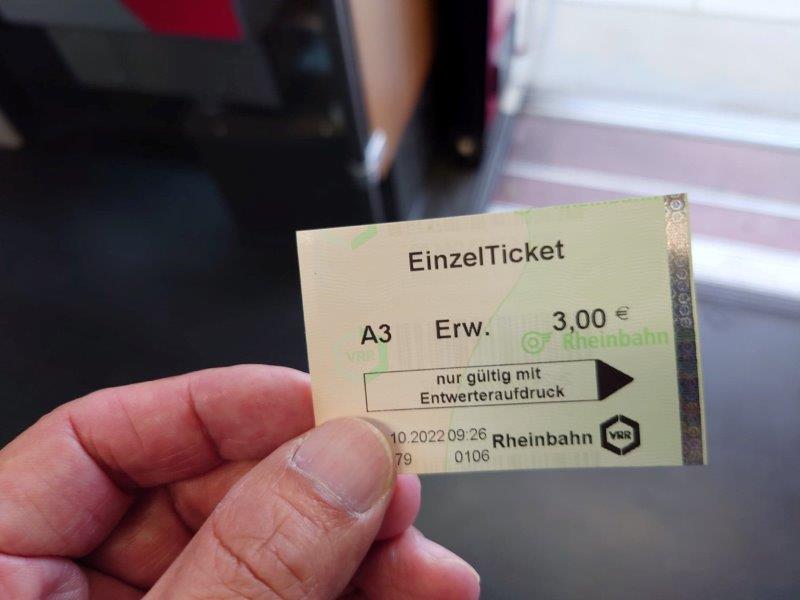 EinzelTicket
A3 Erw. 3,00 €
VRR Rheinbahn
nur gültig mit
Entwerteraufdruck
10.2022 09:26 Rheinbahn VRR
79 0106